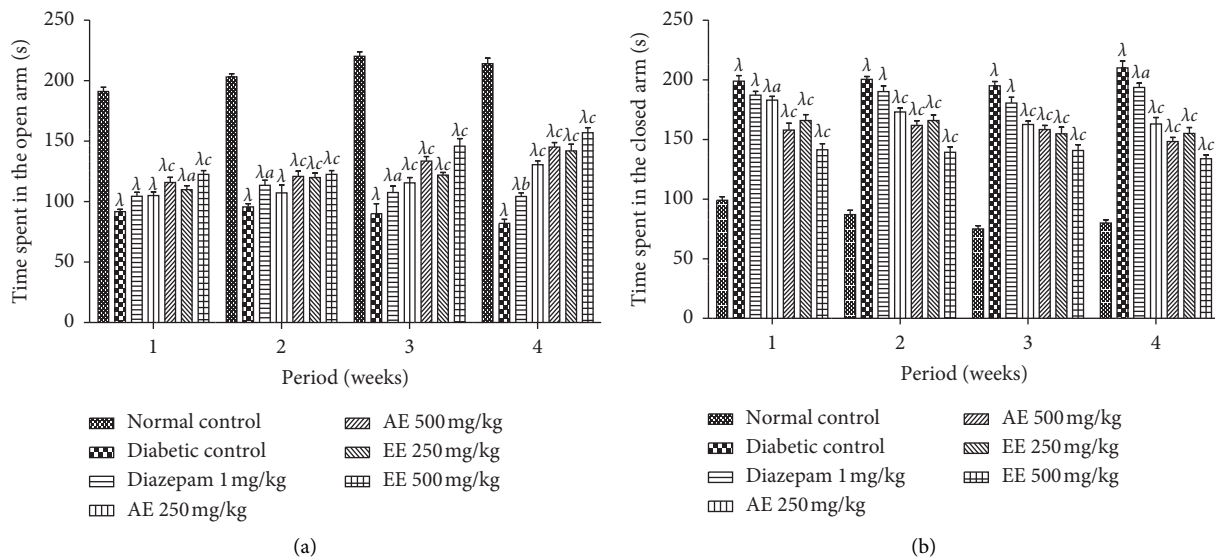 250
200
150
100
50
0
Time spent in the open arm (s)
λ λ λ λc λa λc
λ λa λ λc λc λc
λ λa λc λc λc λc
λ λb λc λc λc λc
1 2 3 4
Period (weeks)
Normal control
Diabetic control
Diazepam 1 mg/kg
AE 250 mg/kg
AE 500 mg/kg
EE 250 mg/kg
EE 500 mg/kg
(a)
250
200
150
100
50
0
Time spent in the closed arm (s)
λ λ λa λc λc λc
λ λ λc λc λc λc
λ λ λc λc λc λc
λ λa λc λc λc λc
1 2 3 4
Period (weeks)
Normal control
Diabetic control
Diazepam 1 mg/kg
AE 250 mg/kg
AE 500 mg/kg
EE 250 mg/kg
EE 500 mg/kg
(b)